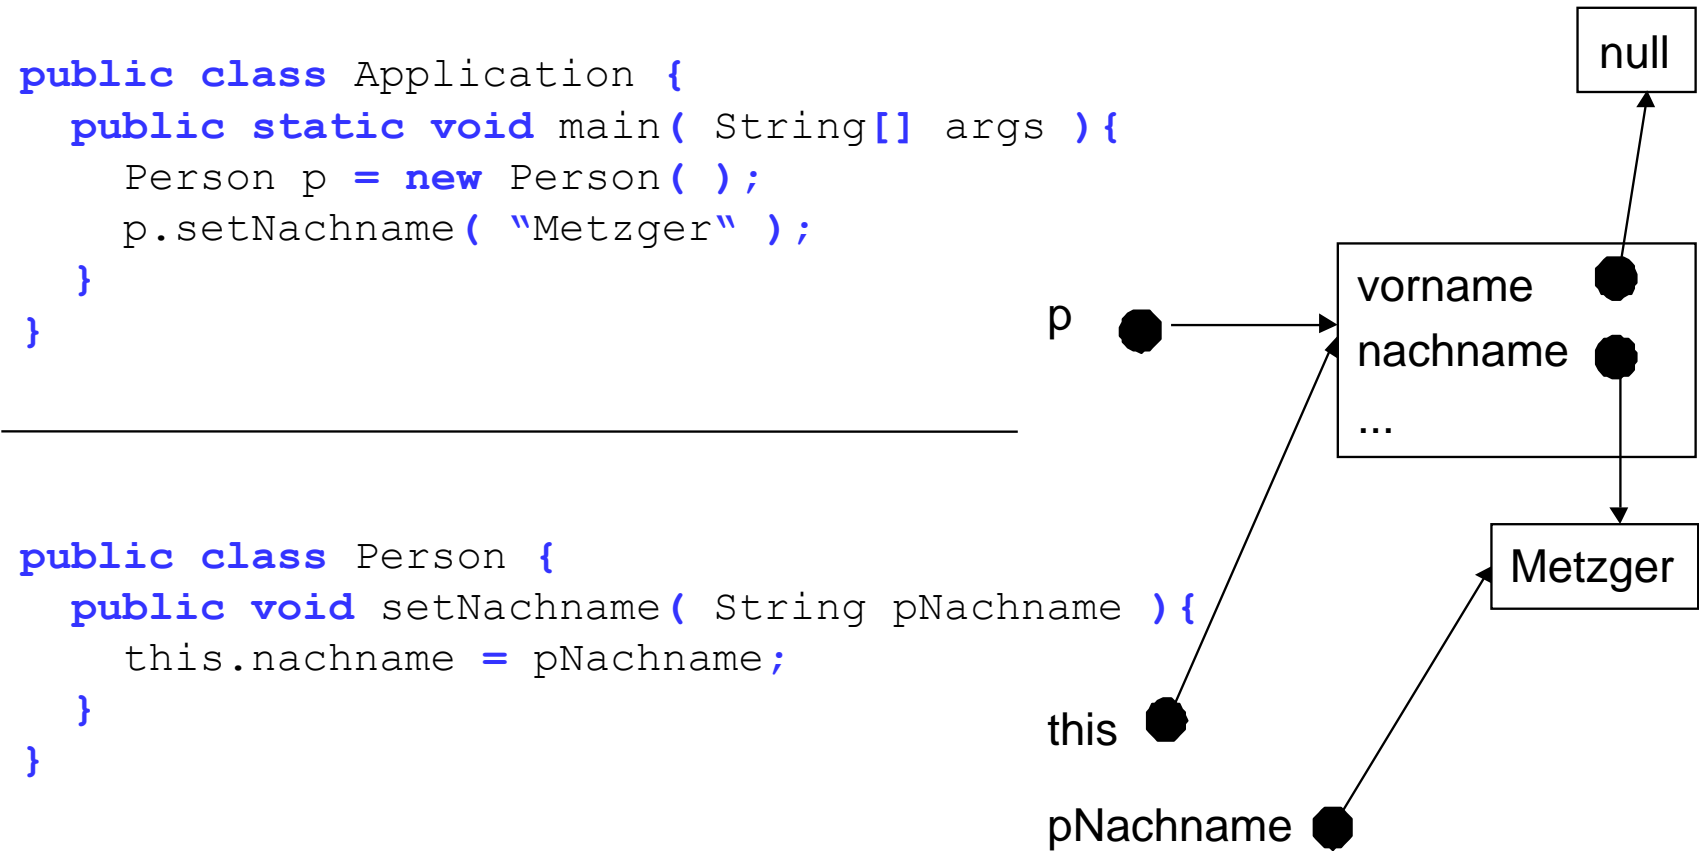 public class Application {
public static void main( String[] args ){
Person p = new Person( );
p.setNachname( “Metzger“ );
}
}
public class Person {
public void setNachname( String pNachname ){
this.nachname = pNachname;
}
}
null
p
vorname
nachname
...
Metzger
this
pNachname